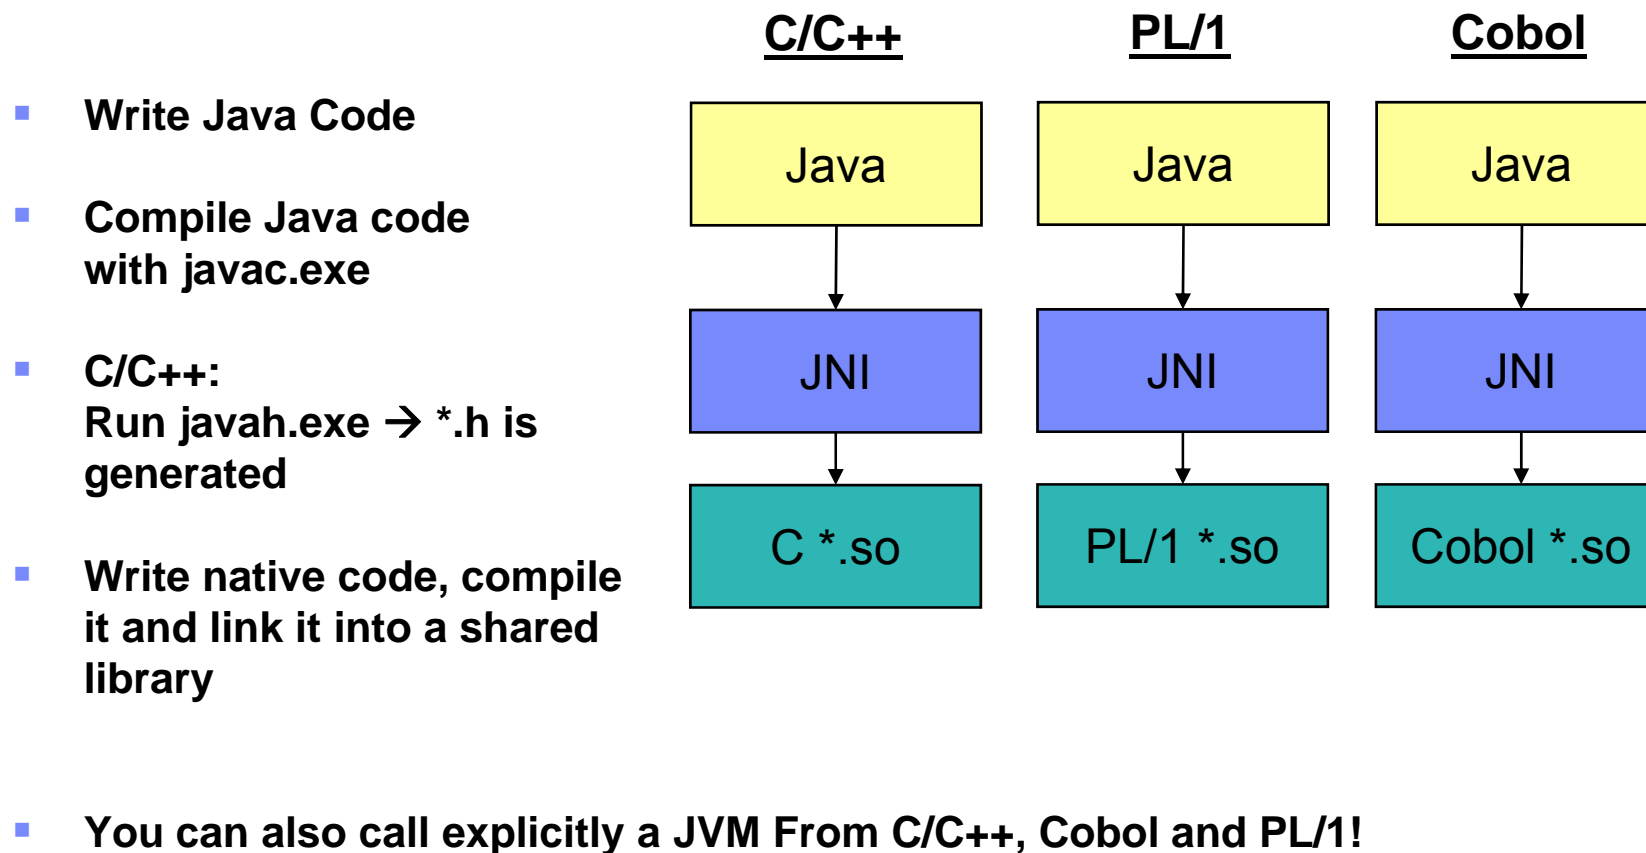 C/C++ PL/1 Cobol
Write Java Code
Compile Java code
with javac.exe
C/C++:
Run javah.exe → *.h is
generated
Write native code, compile
it and link it into a shared
library
Java Java Java
JNI JNI JNI
C *.so PL/1 *.so Cobol *.so
You can also call explicitly a JVM From C/C++, Cobol and PL/1!